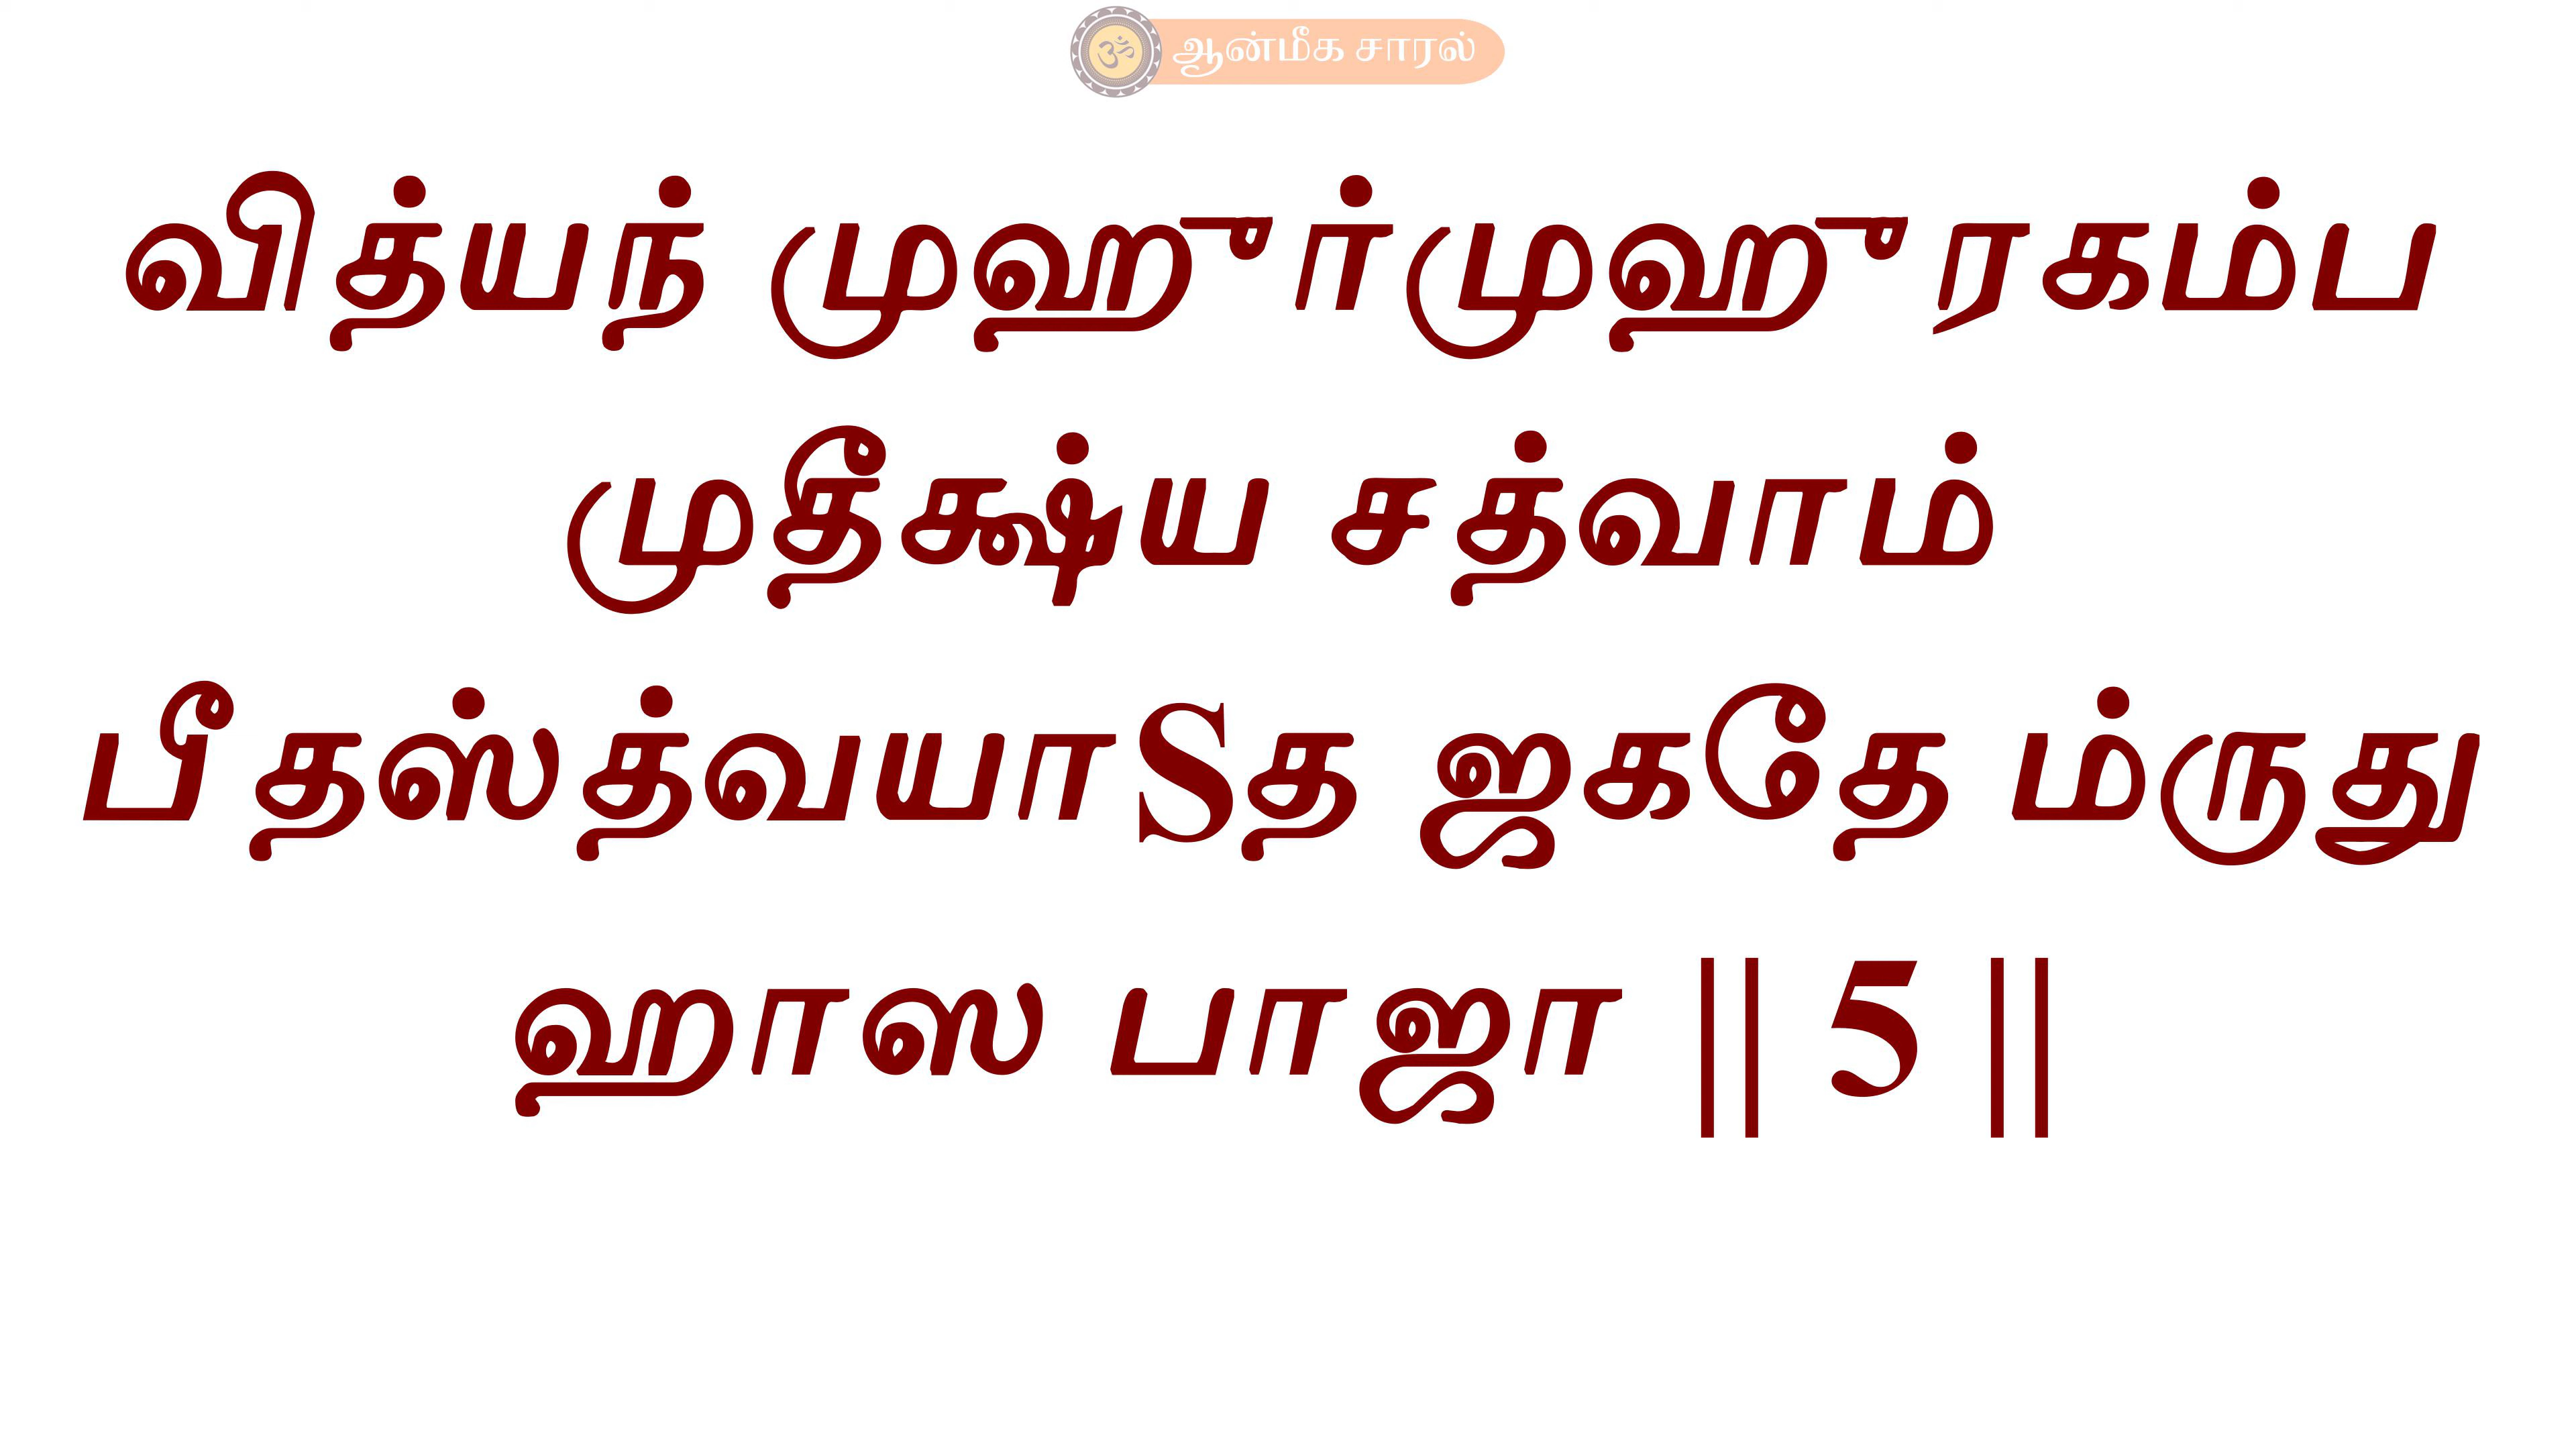 ஆன்மீக சாரல்
வித்யந் முஹுர்முஹுரகம்ப
முதீக்ஷ்ய சத்வாம்
பீதஸ்த்வயாSத ஜகதே ம்ருது
ஹாஸ பாஜா || 5 ||